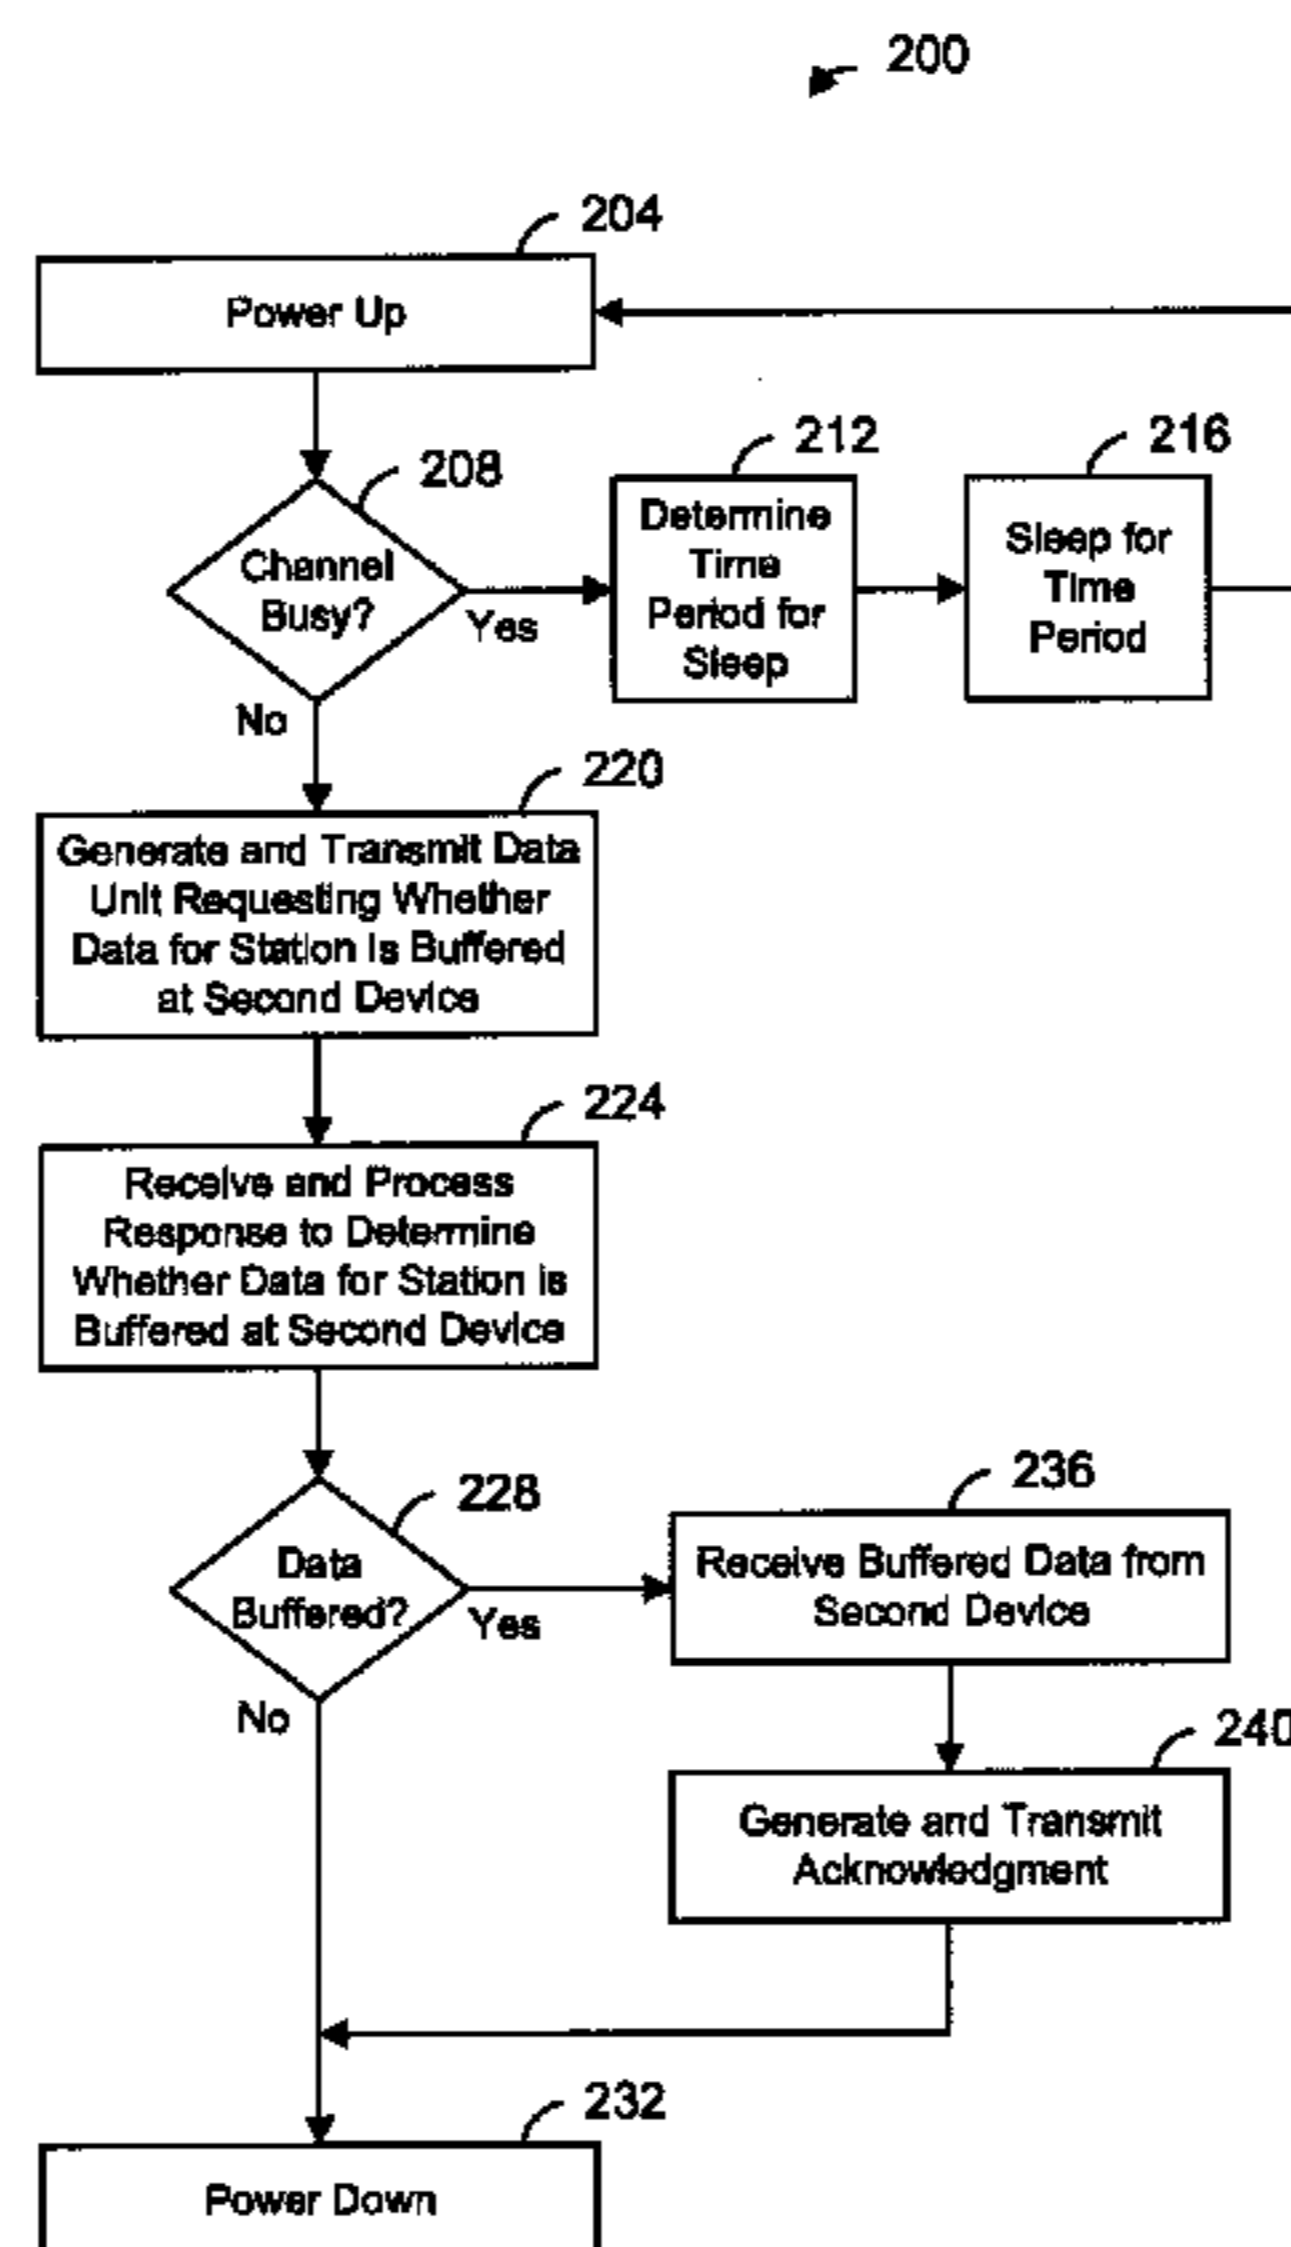 200
204
Power Up
208
Channel
Busy?
Yes
No
212
Determine
Time
Period for
Sleep
216
Sleep for
Time
Period
220
Generate and Transmit Data
Unit Requesting Whether
Data for Station is Buffered
at Second Device
224
Receive and Process
Response to Determine
Whether Data for Station is
Buffered at Second Device
228
Data
Buffered?
Yes
No
236
Receive Buffered Data from
Second Device
240
Generate and Transmit
Acknowledgment
232
Power Down